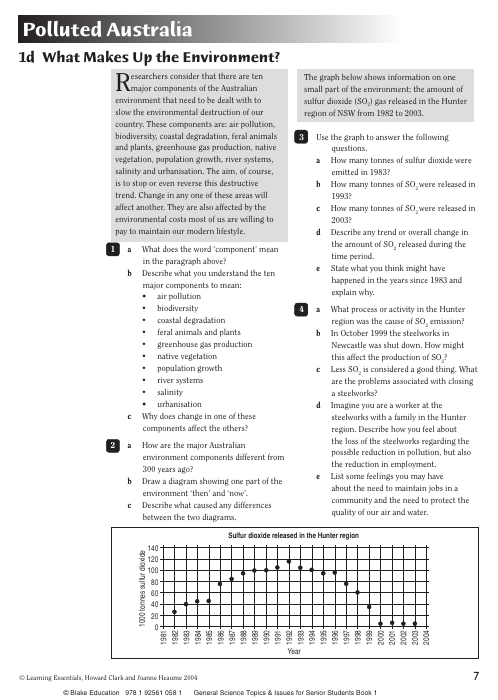 Polluted Australia
1d What Makes Up the Environment?
Researchers consider that there are ten
major components of the Australian
environment that need to be dealt with to
slow the environmental destruction of our
country. These components are: air pollution,
biodiversity, coastal degradation, feral animals
and plants, greenhouse gas production, native
vegetation, population growth, river systems,
salinity and urbanisation. The aim, of course,
is to stop or even reverse this destructive
trend. Change in any one of these areas will
affect another. They are also affected by the
environmental costs most of us are willing to
pay to maintain our modern lifestyle.
1 a What does the word 'component' mean
in the paragraph above?
b Describe what you understand the ten
major components to mean:
• air pollution
• biodiversity
• coastal degradation
• feral animals and plants
• greenhouse gas production
• native vegetation
• population growth
• river systems
• salinity
• urbanisation
c Why does change in one of these
components affect the others?
2 a How are the major Australian
environment components different from
300 years ago?
b Draw a diagram showing one part of the
environment 'then' and 'now'.
c Describe what caused any differences
between the two diagrams.
The graph below shows information on one
small part of the environment; the amount of
sulfur dioxide (SO₂) gas released in the Hunter
region of NSW from 1982 to 2003.
3 Use the graph to answer the following
questions.
a How many tonnes of sulfur dioxide were
emitted in 1983?
b How many tonnes of SO₂ were released in
1993?
c How many tonnes of SO₂ were released in
2003?
d Describe any trend or overall change in
the amount of SO₂ released during the
time period.
e State what you think might have
happened in the years since 1983 and
explain why.
4 a What process or activity in the Hunter
region was the cause of SO₂ emission?
b In October 1999 the steelworks in
Newcastle was shut down. How might
this affect the production of SO₂?
c Less SO₂ is considered a good thing. What
are the problems associated with closing
a steelworks?
d Imagine you are a worker at the
steelworks with a family in the Hunter
region. Describe how you feel about
the loss of the steelworks regarding the
possible reduction in pollution, but also
the reduction in employment.
e List some feelings you may have
about the need to maintain jobs in a
community and the need to protect the
quality of our air and water.
Sulfur dioxide released in the Hunter region
1000 tonnes sulfur dioxide
140
120
100
80
60
40
20
0
1981 1982 1983 1984 1985 1986 1987 1988 1989 1990 1991 1992 1993 1994 1995 1996 1997 1998 1999 2000 2001 2002 2003 2004
Year
© Learning Essentials, Howard Clark and Joanne Heaume 2004
7
© Blake Education 978 1 92561 058 1 General Science Topics & Issues for Senior Students Book 1